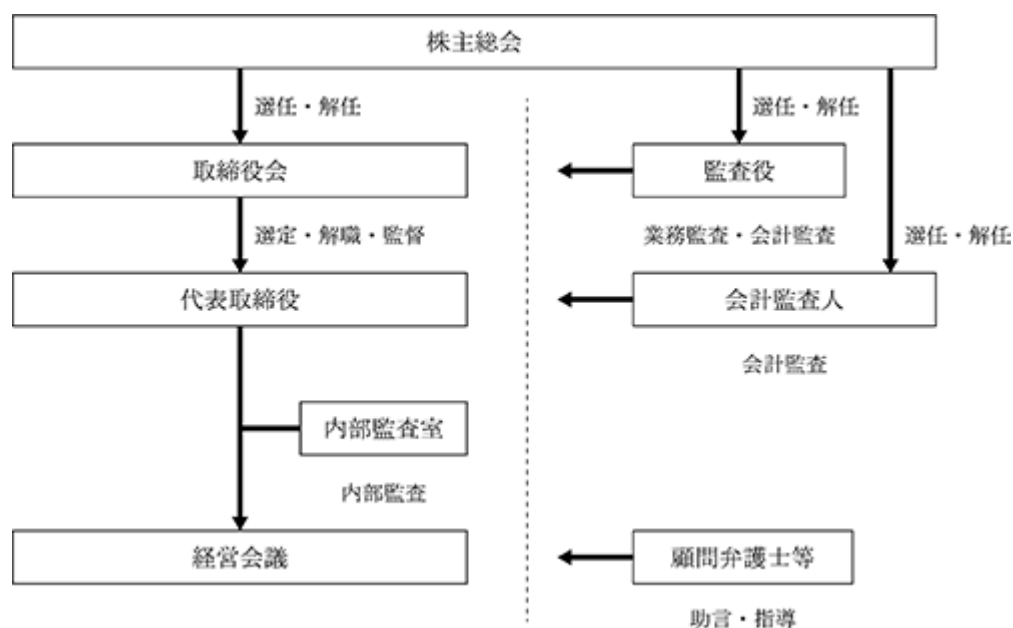 株主総会
選任・解任
選任・解任
取締役会
監査役
選定・解職・監督
業務監査・会計監査
選任・解任
代表取締役
会計監査人
会計監査
内部監査室
内部監査
経営会議
顧問弁護士等
助言・指導